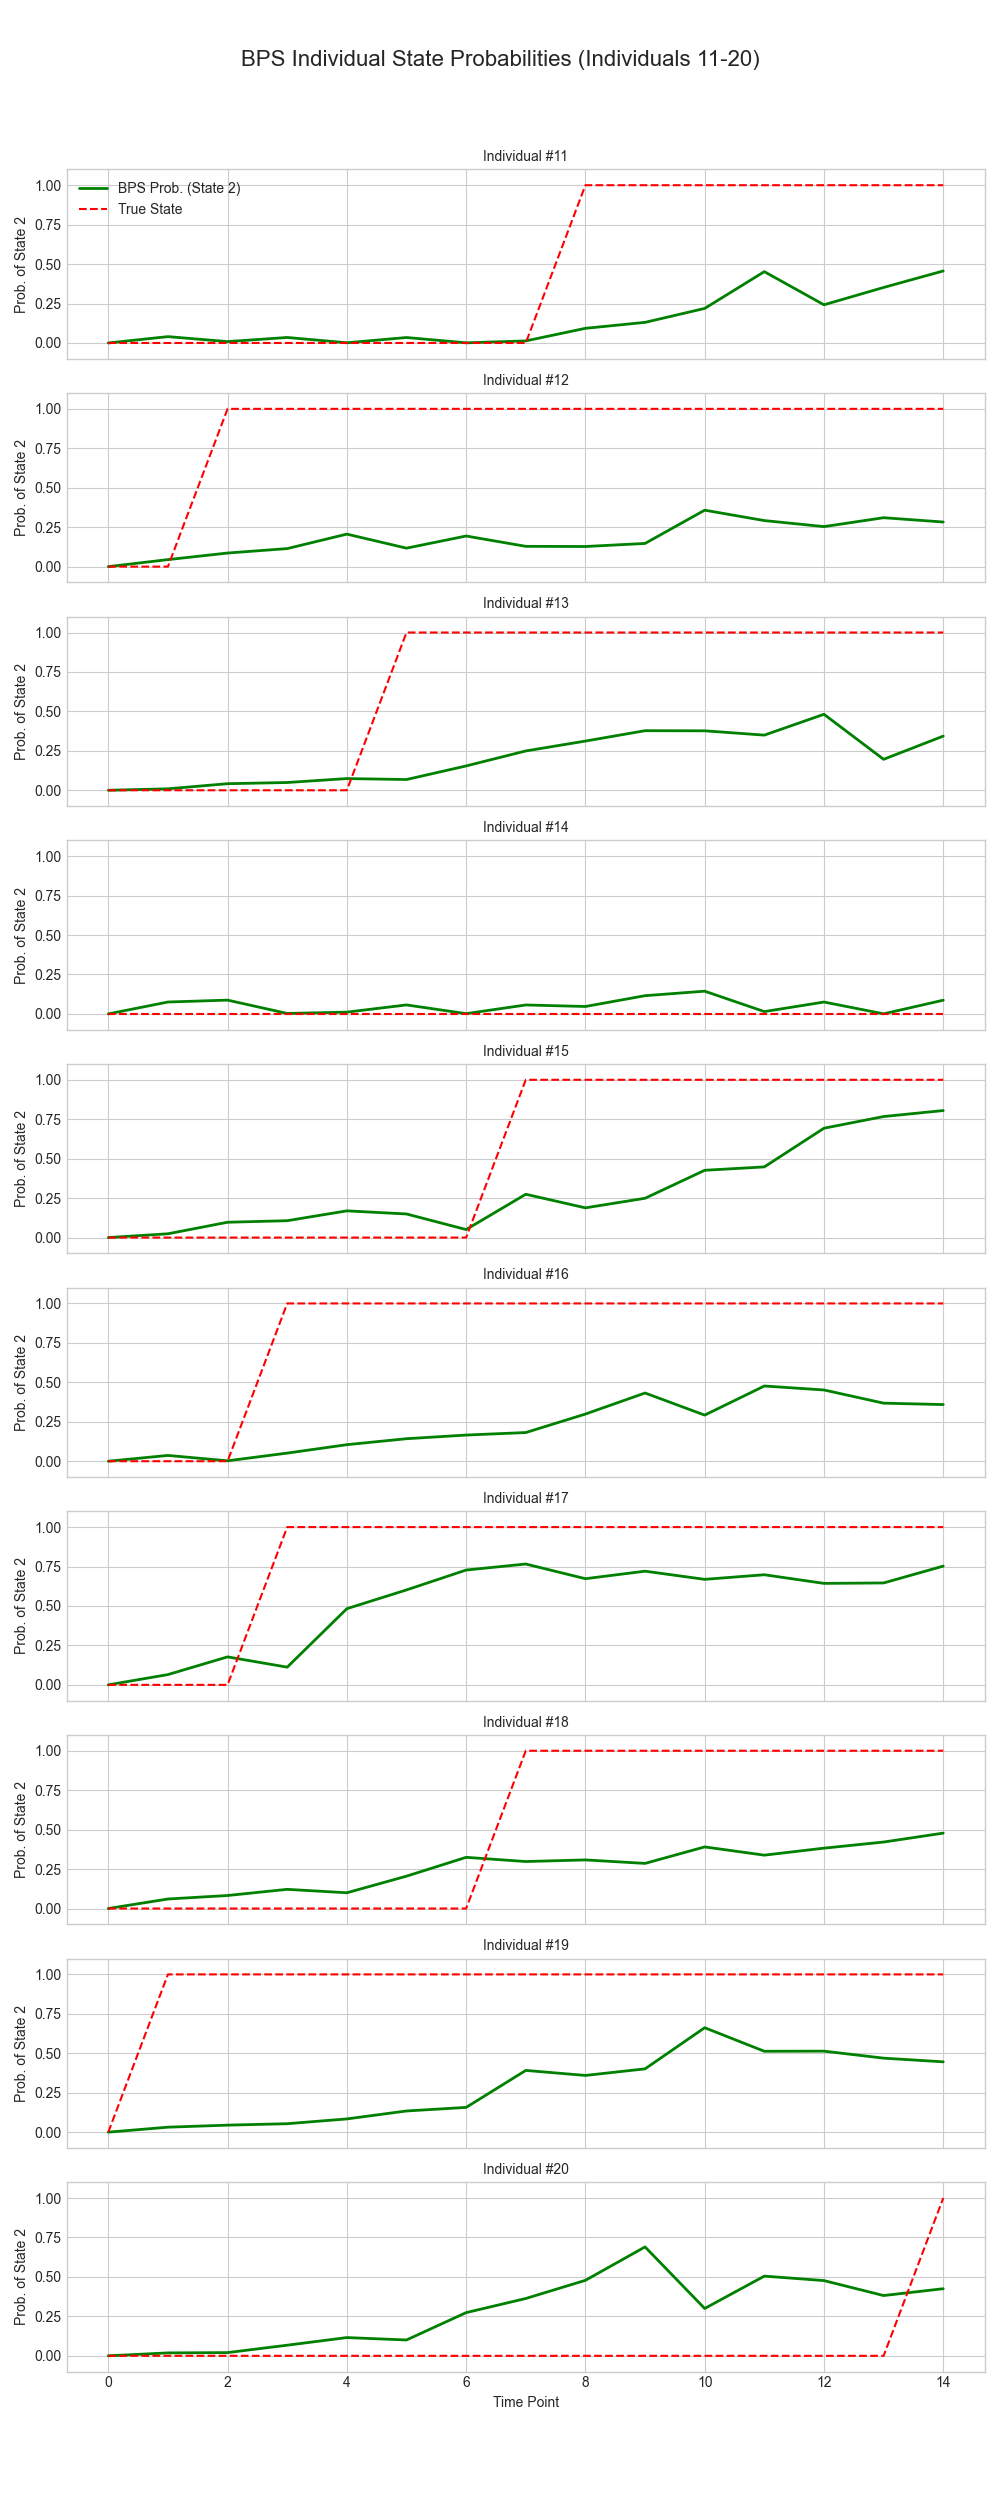 BPS Individual State Probabilities (Individuals 11-20)
Individual #11
Prob. of State 2
1.00
0.75
0.50
0.25
0.00
BPS Prob. (State 2)
True State
Individual #12
Prob. of State 2
1.00
0.75
0.50
0.25
0.00
Individual #13
Prob. of State 2
1.00
0.75
0.50
0.25
0.00
Individual #14
Prob. of State 2
1.00
0.75
0.50
0.25
0.00
Individual #15
Prob. of State 2
1.00
0.75
0.50
0.25
0.00
Individual #16
Prob. of State 2
1.00
0.75
0.50
0.25
0.00
Individual #17
Prob. of State 2
1.00
0.75
0.50
0.25
0.00
Individual #18
Prob. of State 2
1.00
0.75
0.50
0.25
0.00
Individual #19
Prob. of State 2
1.00
0.75
0.50
0.25
0.00
Individual #20
Prob. of State 2
1.00
0.75
0.50
0.25
0.00
0 2 4 6 8 10 12 14
Time Point